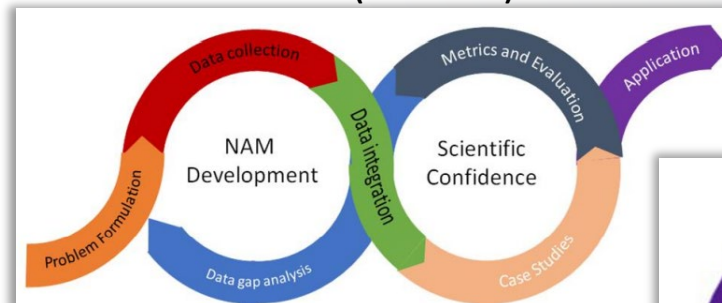 Data collection
Metrics and Evaluation
Application
NAM
Development
Data integration
Scientific
Confidence
Problem Formulation
Data gap analysis
Case Studies